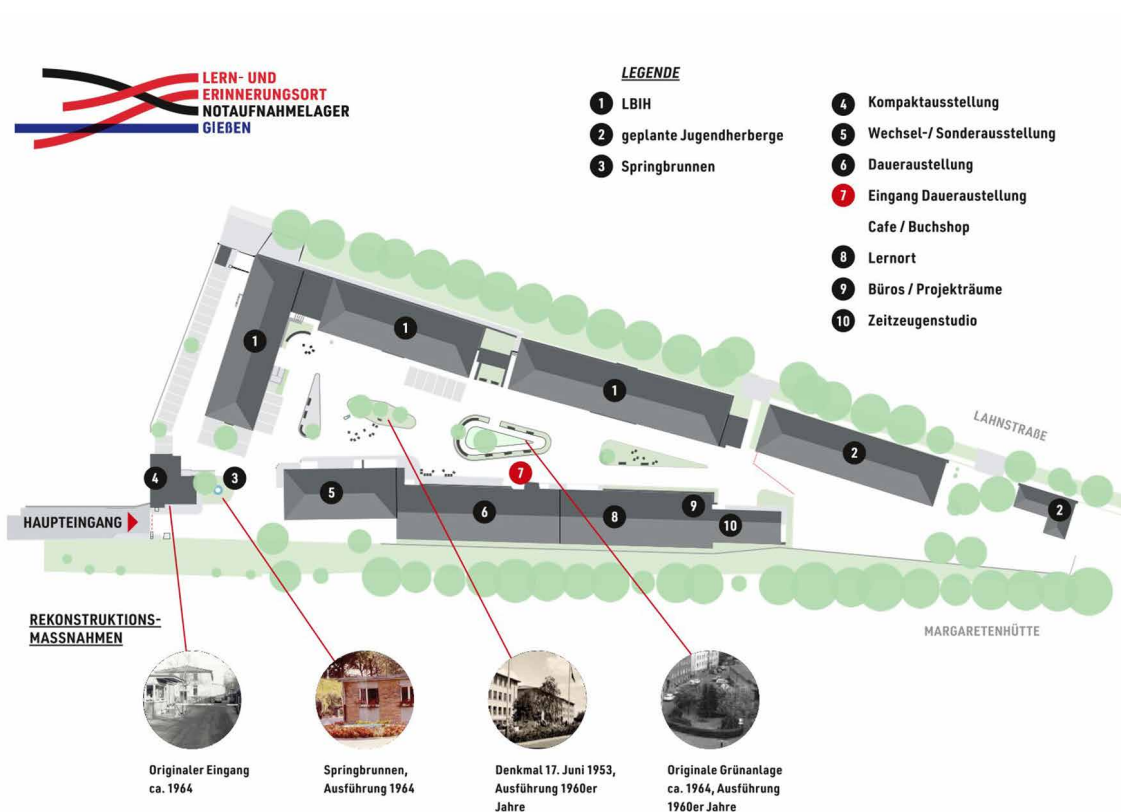 LERN- UND
ERINNERUNGSORT
NOTAUFNAHMELAGER
GIEßEN
LEGENDE
1 LBIH
2 geplante Jugendherberge
3 Springbrunnen
4 Kompaktausstellung
5 Wechsel-/ Sonderausstellung
6 Daueraustellung
7 Eingang Daueraustellung
Cafe / Buchshop
8 Lernort
9 Büros / Projekträume
10 Zeitzeugenstudio
1
1
1
2
LAHNSTRAßE
2
4
3
5
7
6
8
9
10
HAUPTEINGANG
MARGARETENHÜTTE
REKONSTRUKTIONS-
MASSNAHMEN
Originaler Eingang
ca. 1964
Springbrunnen,
Ausführung 1964
Denkmal 17. Juni 1953,
Ausführung 1960er
Jahre
Originale Grünanlage
ca. 1964, Ausführung
1960er Jahre